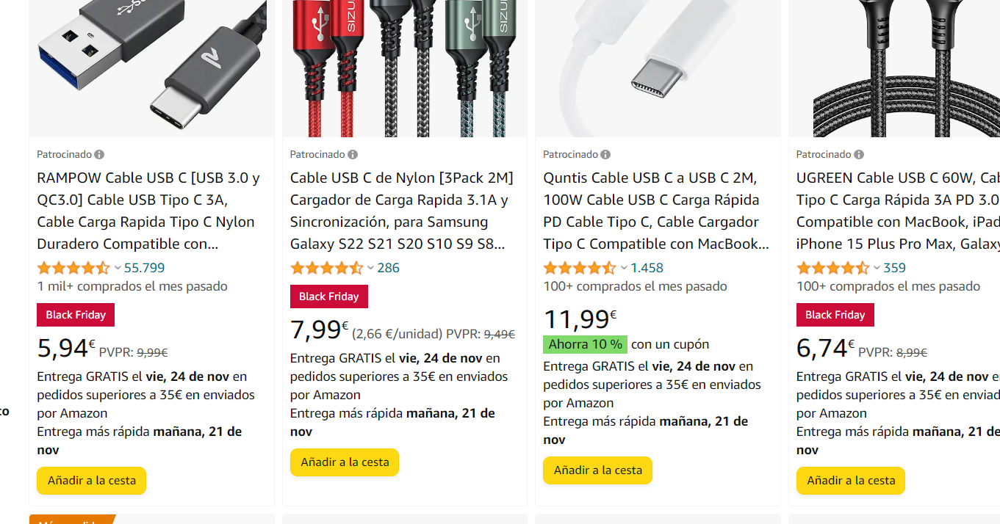 SIZU
SIZU
Patrocinado
RAMPOW Cable USB C [USB 3.0 y
QC3.0] Cable USB Tipo C 3A,
Cable Carga Rapida Tipo C Nylon
Duradero Compatible con...
55.799
1 mil+ comprados el mes pasado
Black Friday
5,94€ PVPR: 9,99€
Entrega GRATIS el vie, 24 de nov en
pedidos superiores a 35€ en enviados
por Amazon
Entrega más rápida mañana, 21 de
nov
Añadir a la cesta
Patrocinado
Cable USB C de Nylon [3Pack 2M]
Cargador de Carga Rapida 3.1A y
Sincronización, para Samsung
Galaxy S22 S21 S20 S10 S9 S8...
286
Black Friday
7,99€ (2,66 €/unidad) PVPR: 9,49€
Entrega GRATIS el vie, 24 de nov en
pedidos superiores a 35€ en enviados
por Amazon
Entrega más rápida mañana, 21 de
nov
Añadir a la cesta
Patrocinado
Quntis Cable USB C a USB C 2M,
100W Cable USB C Carga Rápida
PD Cable Tipo C, Cable Cargador
Tipo C Compatible con MacBook...
1.458
100+ comprados el mes pasado
11,99€
Ahorra 10 % con un cupón
Entrega GRATIS el vie, 24 de nov en
pedidos superiores a 35€ en enviados
por Amazon
Entrega más rápida mañana, 21 de
nov
Añadir a la cesta
Patrocinado
UGREEN Cable USB C 60W, Cab
Tipo C Carga Rápida 3A PD 3.0
Compatible con MacBook, iPad
iPhone 15 Plus Pro Max, Galaxy
359
100+ comprados el mes pasado
Black Friday
6,74€ PVPR: 8,99€
Entrega GRATIS el vie, 24 de nov e
pedidos superiores a 35€ en enviad
por Amazon
Entrega más rápida mañana, 21 de
nov
Añadir a la cesta